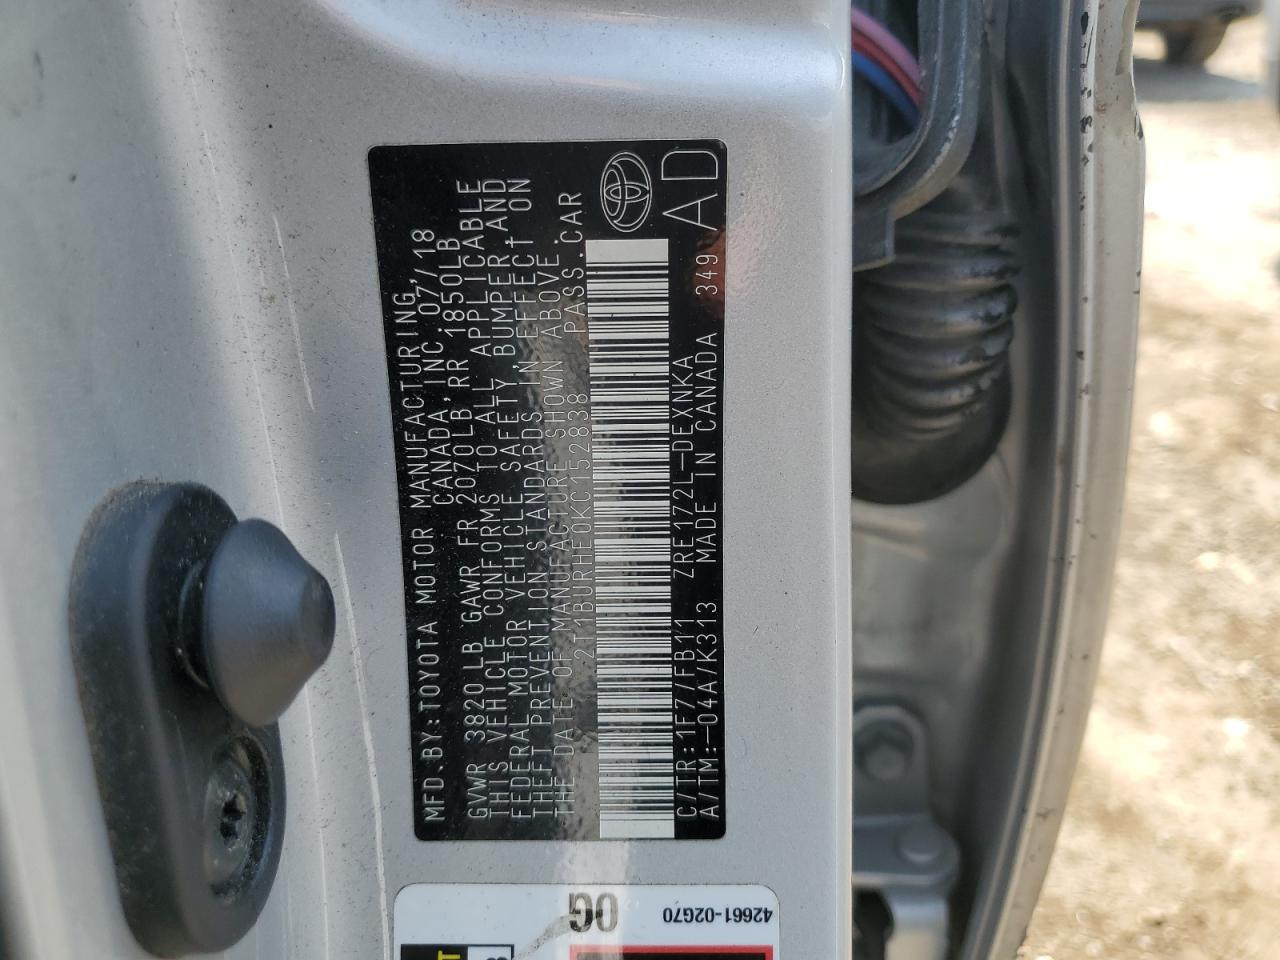 MFD.BY:TOYOTA MOTOR MANUFACTURING
CANADA,INC. 07/18
GVWR 3820LB GAWR FR 2070LB,RR 1850LB
THIS VEHICLE CONFORMS TO ALL APPLICABLE
FEDERAL MOTOR VEHICLE SAFETY,BUMPER,AND
THEFT PREVENTION STANDARDS IN EFFECT ON
THE DATE OF MANUFACTURE SHOWN ABOVE.
2T1BURHE0KC152838 PASS.CAR
C/TR:1F7/FB11 ZRE172L-DEXNKA
A/TM:-04A/K313 MADE IN CANADA 349
AD
0G
42661-02G70